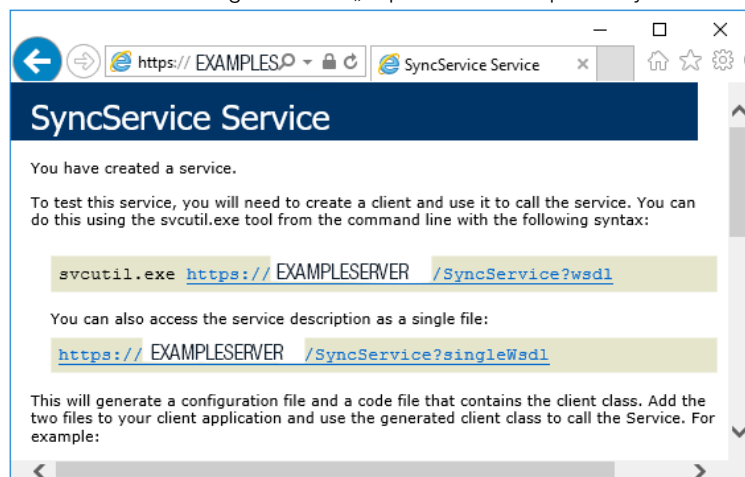 https:// EXAMPLES
SyncService Service
SyncService Service
You have created a service.
To test this service, you will need to create a client and use it to call the service. You can
do this using the svcutil.exe tool from the command line with the following syntax:
svcutil.exe https:// EXAMPLESERVER /SyncService?wsdl
You can also access the service description as a single file:
https:// EXAMPLESERVER /SyncService?singleWsdl
This will generate a configuration file and a code file that contains the client class. Add the
two files to your client application and use the generated client class to call the Service. For
example: